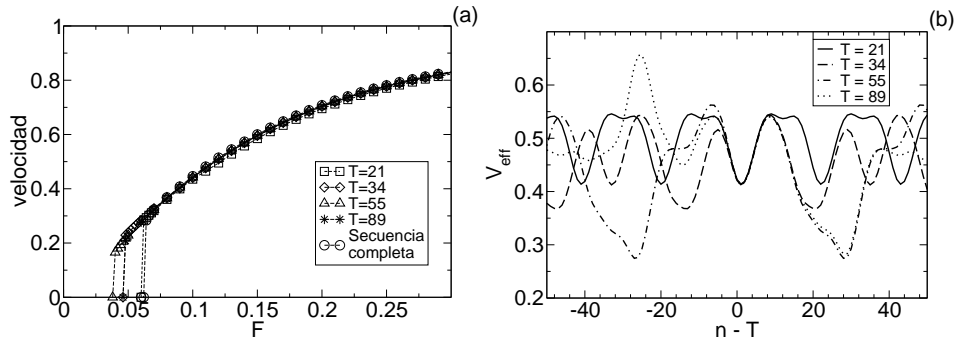 (a)
velocidad
1
0.8
0.6
0.4
0.2
0
0 0.05 0.10 0.15 0.20 0.25
F
T=21
T=34
T=55
T=89
Secuencia
completa
(b)
V_eff
0.6
0.5
0.4
0.3
0.2
-40 -20 0 20 40
n - T
T = 21
T = 34
T = 55
T = 89